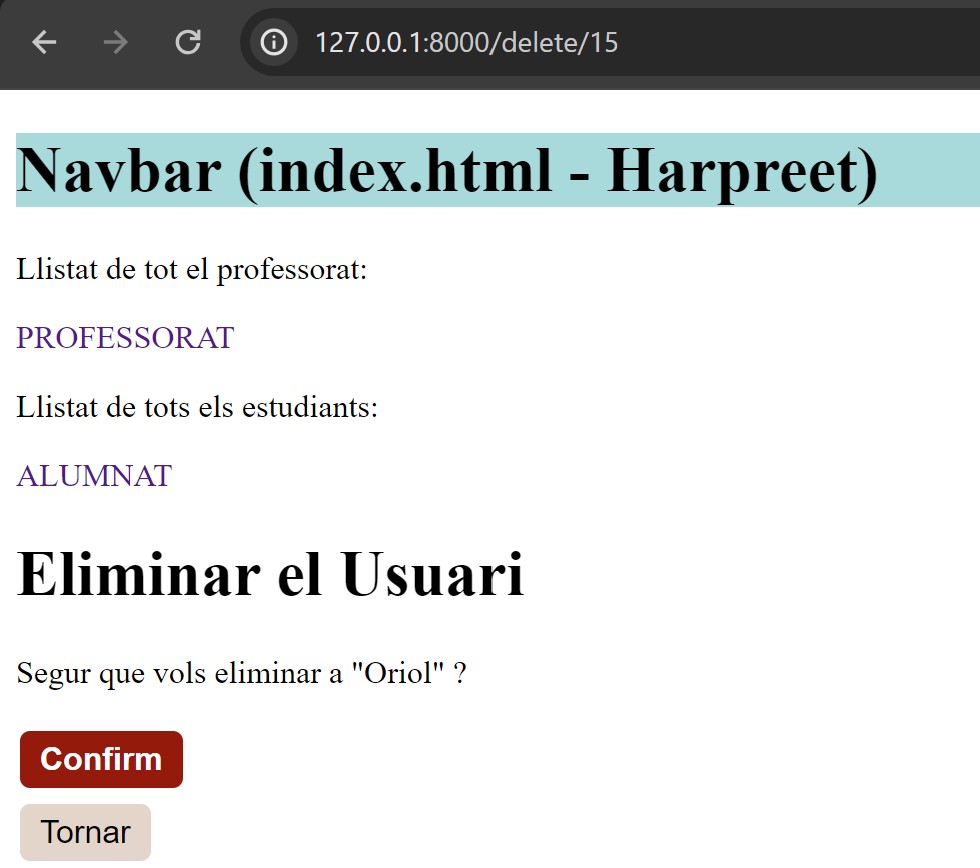 127.0.0.1:8000/delete/15
Navbar (index.html - Harpreet)
Llistat de tot el professorat:
PROFESSORAT
Llistat de tots els estudiants:
ALUMNAT
Eliminar el Usuari
Segur que vols eliminar a "Oriol" ?
Confirm
Tornar